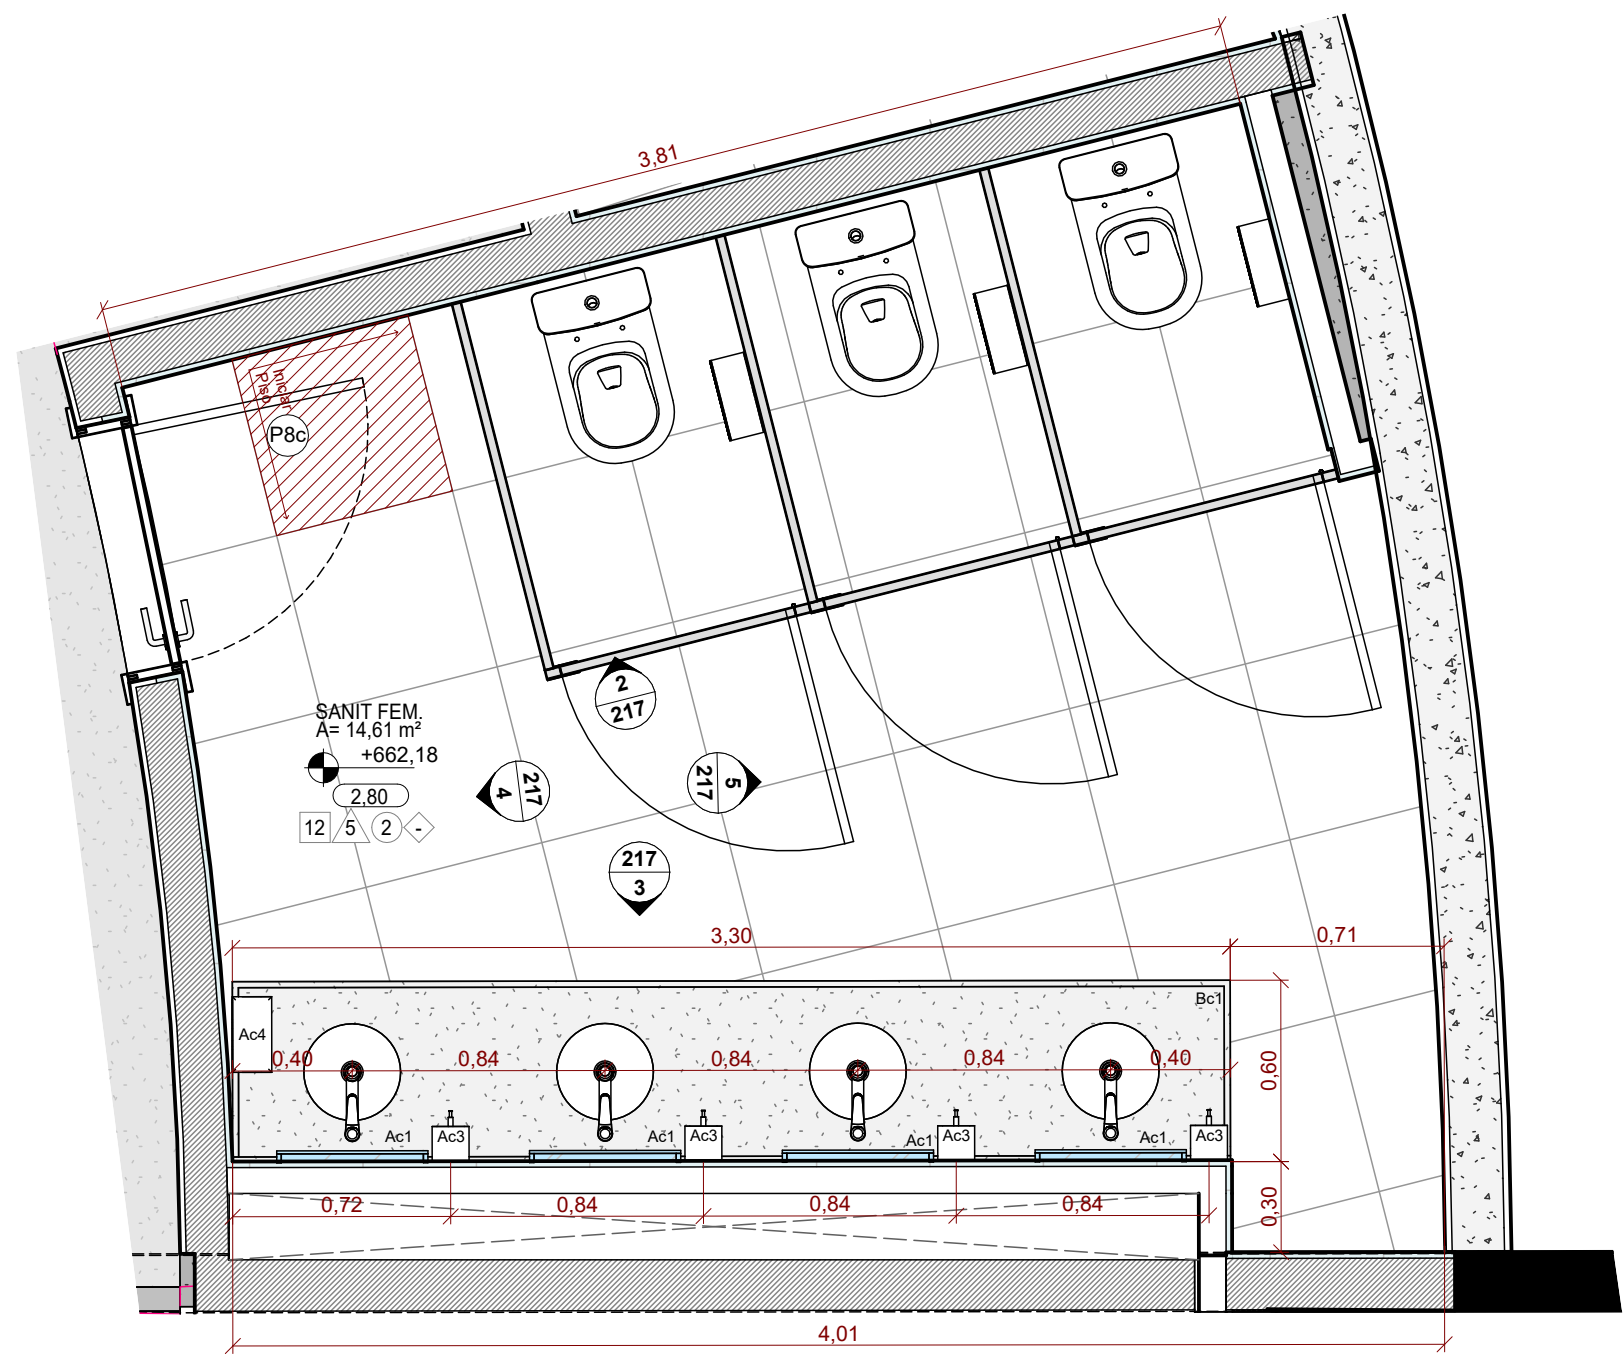 3,81
Iniciar
Piso
P8c
SANIT FEM.
A= 14,61 m²
+662,18
2,80
12 5 2 -
2
217
4
217
217
5
217
3
3,30 0,71
Bc1
Ac4
0,40 0,84 0,84 0,84 0,40
0,60
Ac1 Ac3 Ac1 Ac3 Ac1 Ac3 Ac1 Ac3
0,72 0,84 0,84 0,84
0,30
4,01